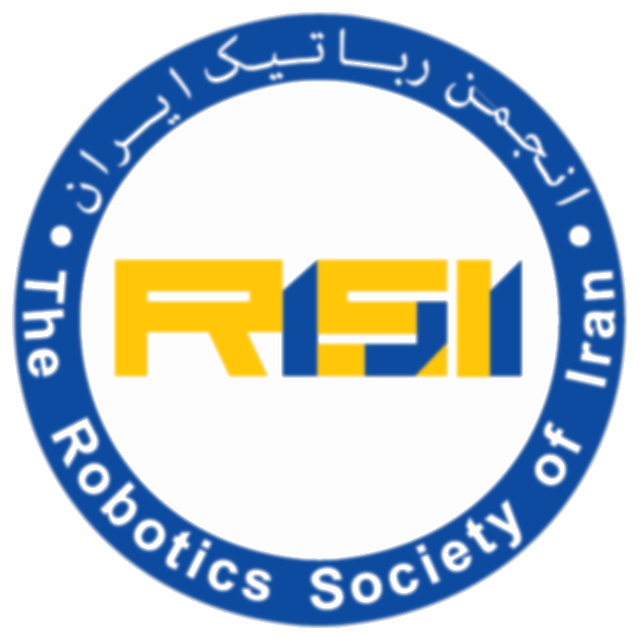 انجمن رباتیک ایران
RSI
The Robotics Society of Iran